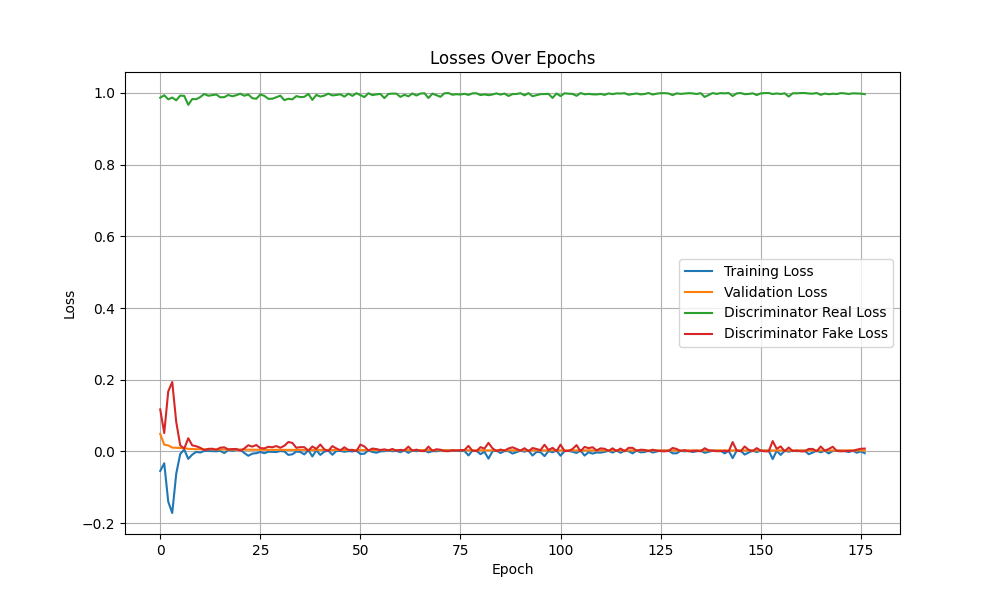 Losses Over Epochs
Loss
1.0
0.8
0.6
0.4
0.2
0.0
−0.2
Training Loss
Validation Loss
Discriminator Real Loss
Discriminator Fake Loss
0 25 50 75 100 125 150 175
Epoch